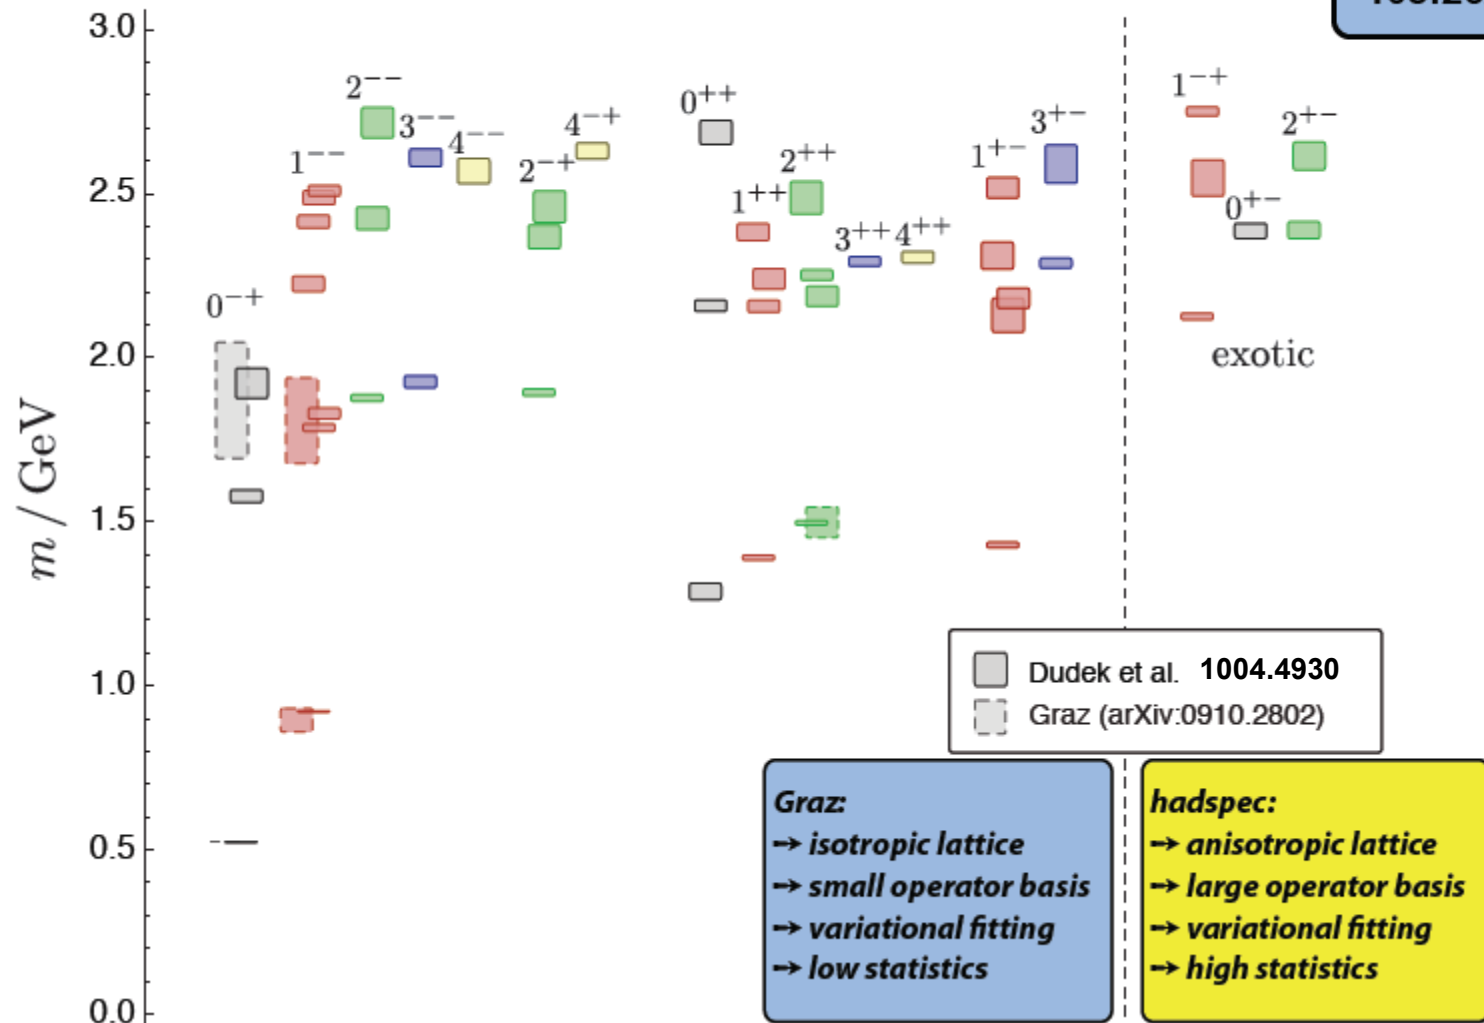 3.0
2.5
2.0
1.5
1.0
0.5
0.0
m / GeV
0⁻⁺
1⁻⁻
2⁻⁻
3⁻⁻
4⁻⁻
2⁻⁺
4⁻⁺
0⁺⁺
1⁺⁺
2⁺⁺
3⁺⁺
4⁺⁺
1⁺⁻
3⁺⁻
1⁻⁺
0⁺⁻
2⁺⁻
exotic
Dudek et al. 1004.4930
Graz (arXiv:0910.2802)
Graz:
→ isotropic lattice
→ small operator basis
→ variational fitting
→ low statistics
hadspec:
→ anisotropic lattice
→ large operator basis
→ variational fitting
→ high statistics